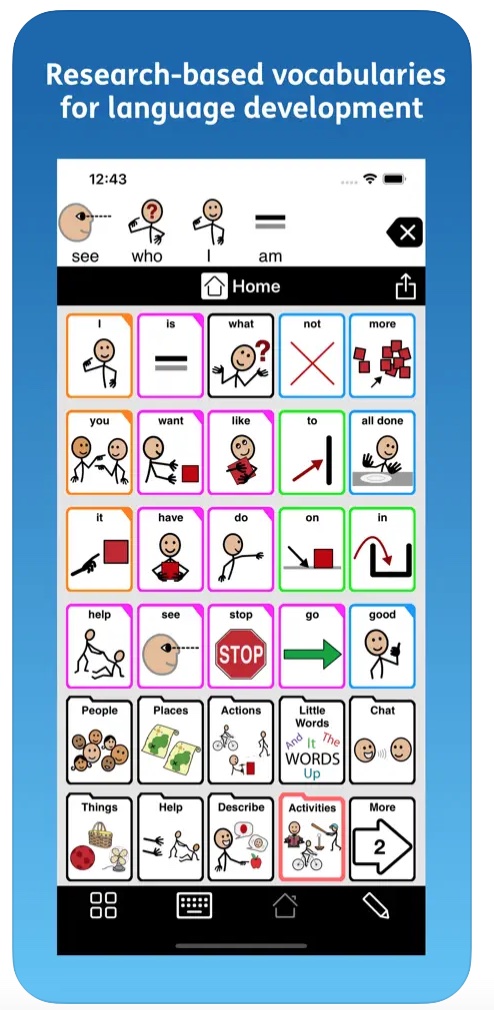 Research-based vocabularies
for language development
12:43
see who I am
Home
I is what not more
?
you want like to all done
it have do on in
help see stop go good
STOP
People Places Actions Little Words Chat
And It The
WORDS
Up
Things Help Describe Activities More
2